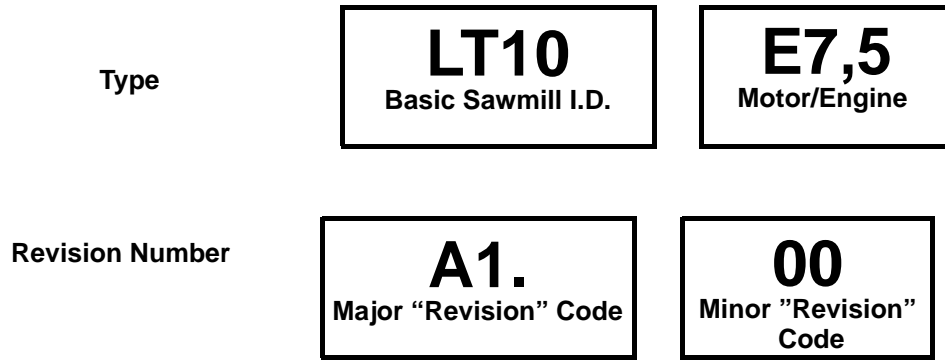 Type
LT10
Basic Sawmill I.D.
E7,5
Motor/Engine
Revision Number
A1.
Major “Revision” Code
00
Minor ”Revision”
Code